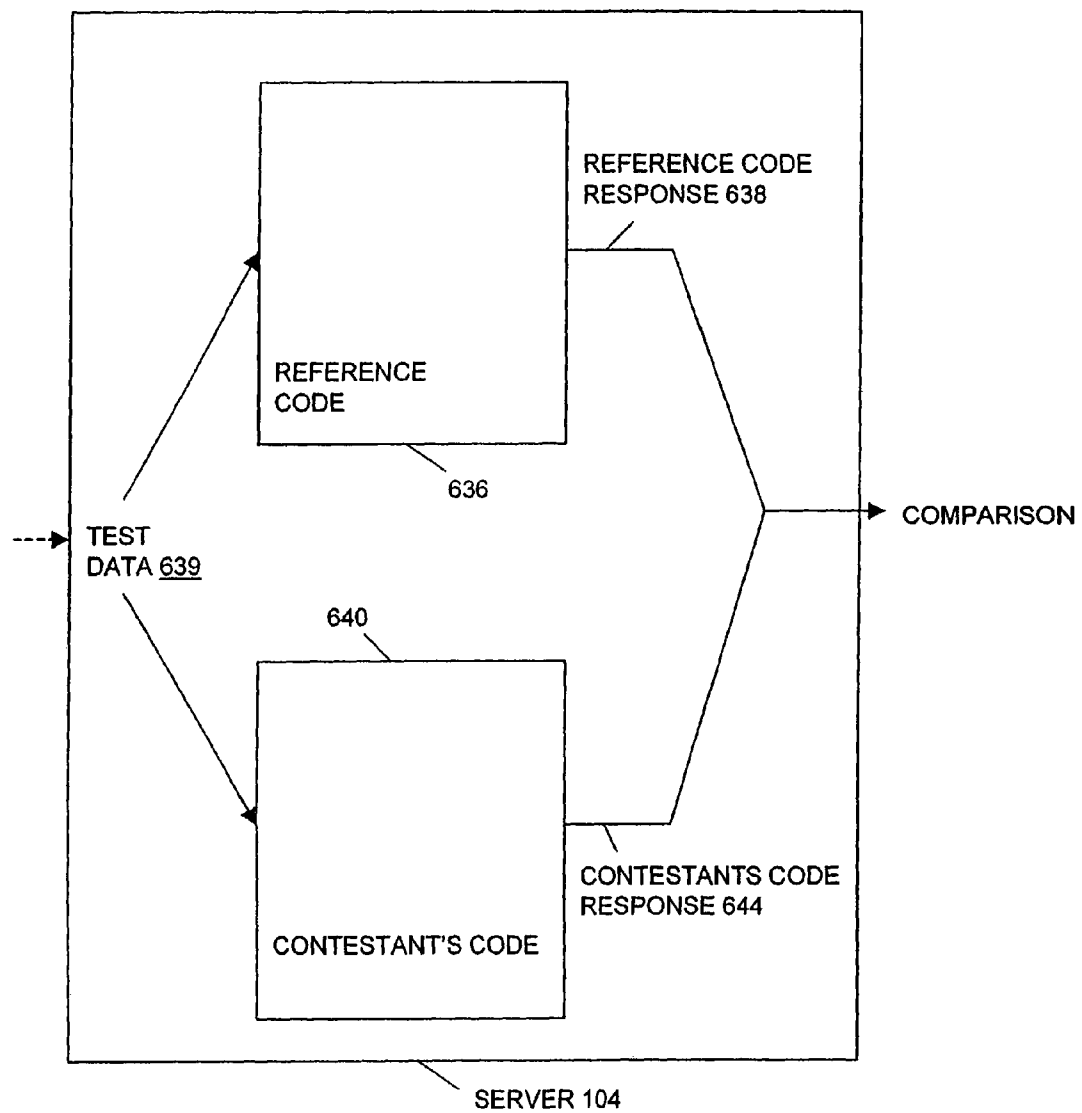 REFERENCE CODE
RESPONSE 638
REFERENCE
CODE
636
TEST
DATA 639
COMPARISON
640
CONTESTANTS CODE
RESPONSE 644
CONTESTANT'S CODE
SERVER 104